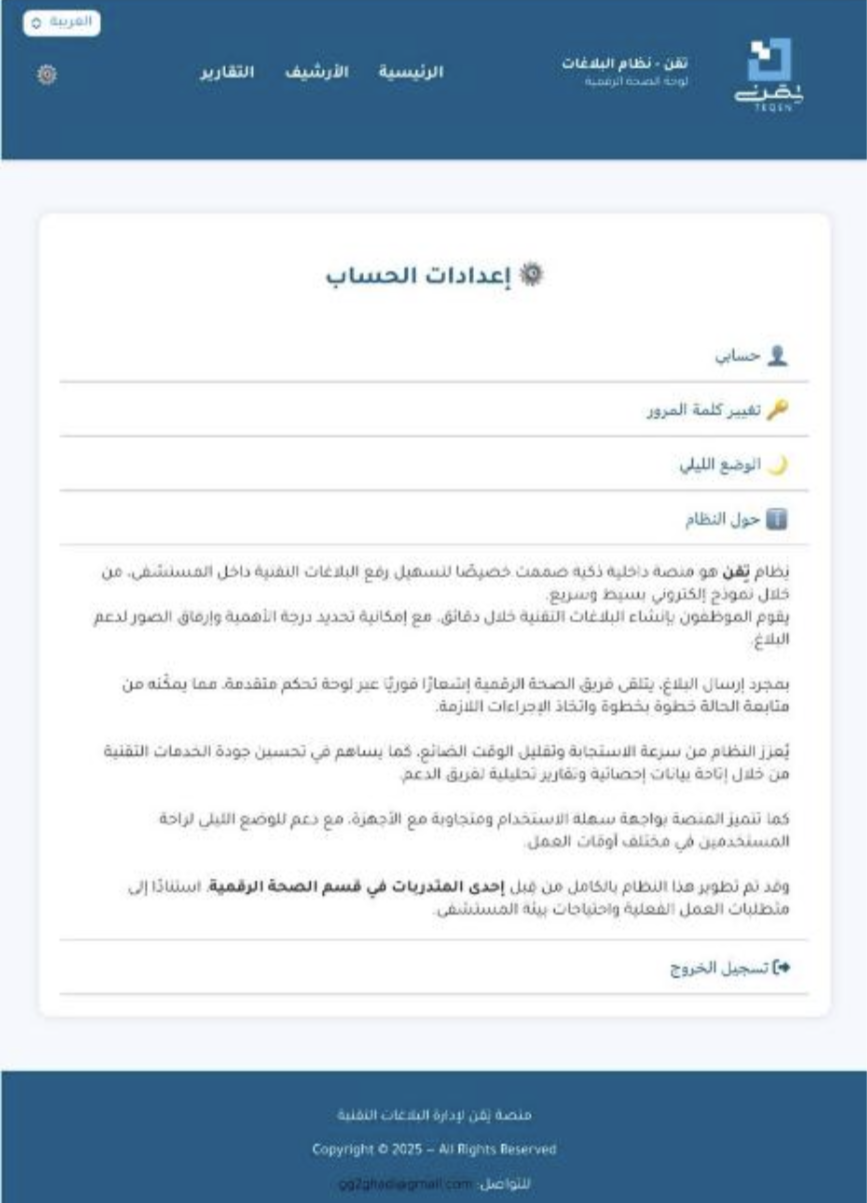 العربية
تقن - نظام البلاغات
لوحة الصحة الرقمية
الرئيسية
الأرشيف
التقارير
يقن
TEQEN
إعدادات الحساب
حسابي
تغيير كلمة المرور
الوضع الليلي
حول النظام
نظام تِقن هو منصة داخلية ذكية صممت خصيصًا لتسهيل رفع البلاغات التقنية داخل المستشفى، من
خلال نموذج إلكتروني بسيط وسريع.
يقوم الموظفون بإنشاء البلاغات التقنية خلال دقائق، مع إمكانية تحديد درجة الأهمية وإرفاق الصور لدعم
البلاغ.
بمجرد إرسال البلاغ، يتلقى فريق الصحة الرقمية إشعارًا فوريًا عبر لوحة تحكم متقدمة، مما يمكّنه من
متابعة الحالة خطوة بخطوة واتخاذ الإجراءات اللازمة.
يُعزز النظام من سرعة الاستجابة وتقليل الوقت الضائع، كما يساهم في تحسين جودة الخدمات التقنية
من خلال إتاحة بيانات إحصائية وتقارير تحليلية لفريق الدعم.
كما تتميز المنصة بواجهة سهلة الاستخدام ومتجاوبة مع الأجهزة، مع دعم للوضع الليلي لراحة
المستخدمين في مختلف أوقات العمل.
وقد تم تطوير هذا النظام بالكامل من قِبل إحدى المتدربات في قسم الصحة الرقمية، استنادًا إلى
متطلبات العمل الفعلية واحتياجات بيئة المستشفى.
تسجيل الخروج
منصة تِقن لإدارة البلاغات التقنية
Copyright © 2025 – All Rights Reserved
للتواصل: